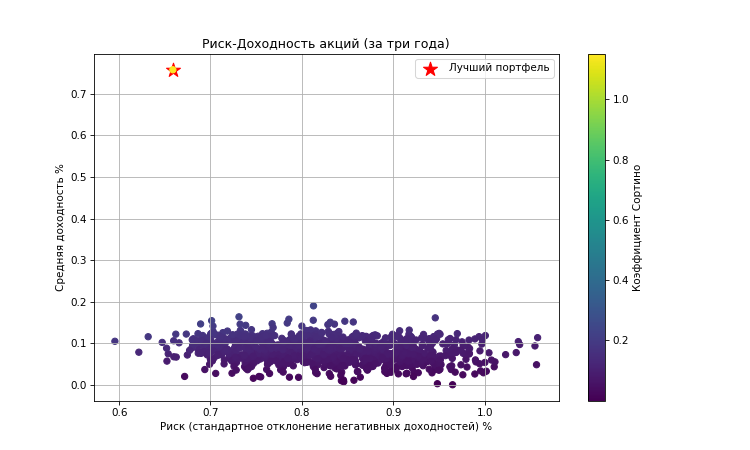 Риск-Доходность акций (за три года)
Лучший портфель
Средняя доходность %
0.7
0.6
0.5
0.4
0.3
0.2
0.1
0.0
0.6 0.7 0.8 0.9 1.0
Риск (стандартное отклонение негативных доходностей) %
1.0
0.8
0.6
0.4
0.2
Коэффициент Сортино